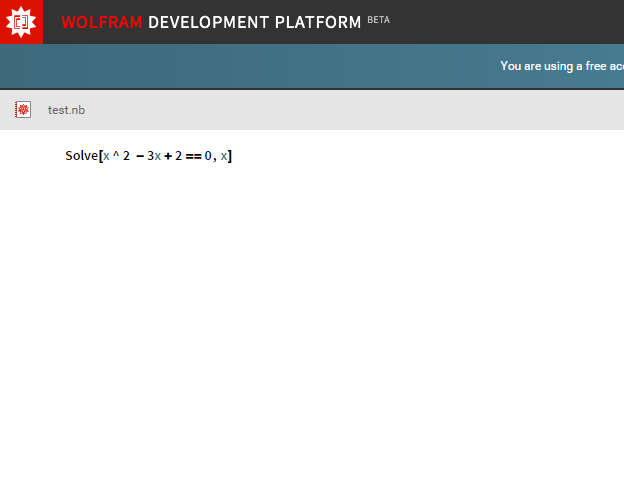 WOLFRAM DEVELOPMENT PLATFORM BETA
You are using a free acc
test.nb
Solve[x ^ 2 - 3x + 2 == 0, x]